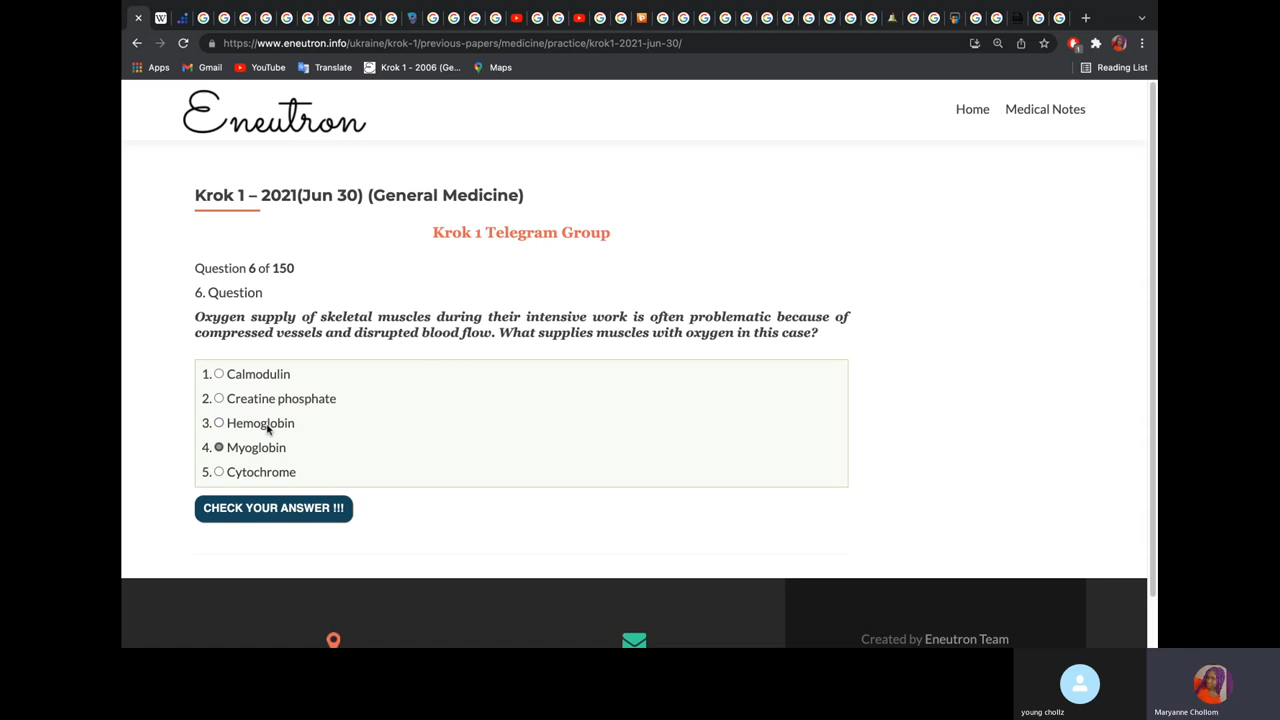 https://www.eneutron.info/ukraine/krok-1/previous-papers/medicine/practice/krok1-2021-jun-30/
Apps Gmail YouTube Translate Krok 1 - 2006 (Ge... Maps Reading List
Eneutron
Home Medical Notes
Krok 1 – 2021(Jun 30) (General Medicine)
Krok 1 Telegram Group
Question 6 of 150
6. Question
Oxygen supply of skeletal muscles during their intensive work is often problematic because of
compressed vessels and disrupted blood flow. What supplies muscles with oxygen in this case?
1. Calmodulin
2. Creatine phosphate
3. Hemoglobin
4. Myoglobin
5. Cytochrome
CHECK YOUR ANSWER !!!
Created by Eneutron Team
young chollz
Maryanne Chollom